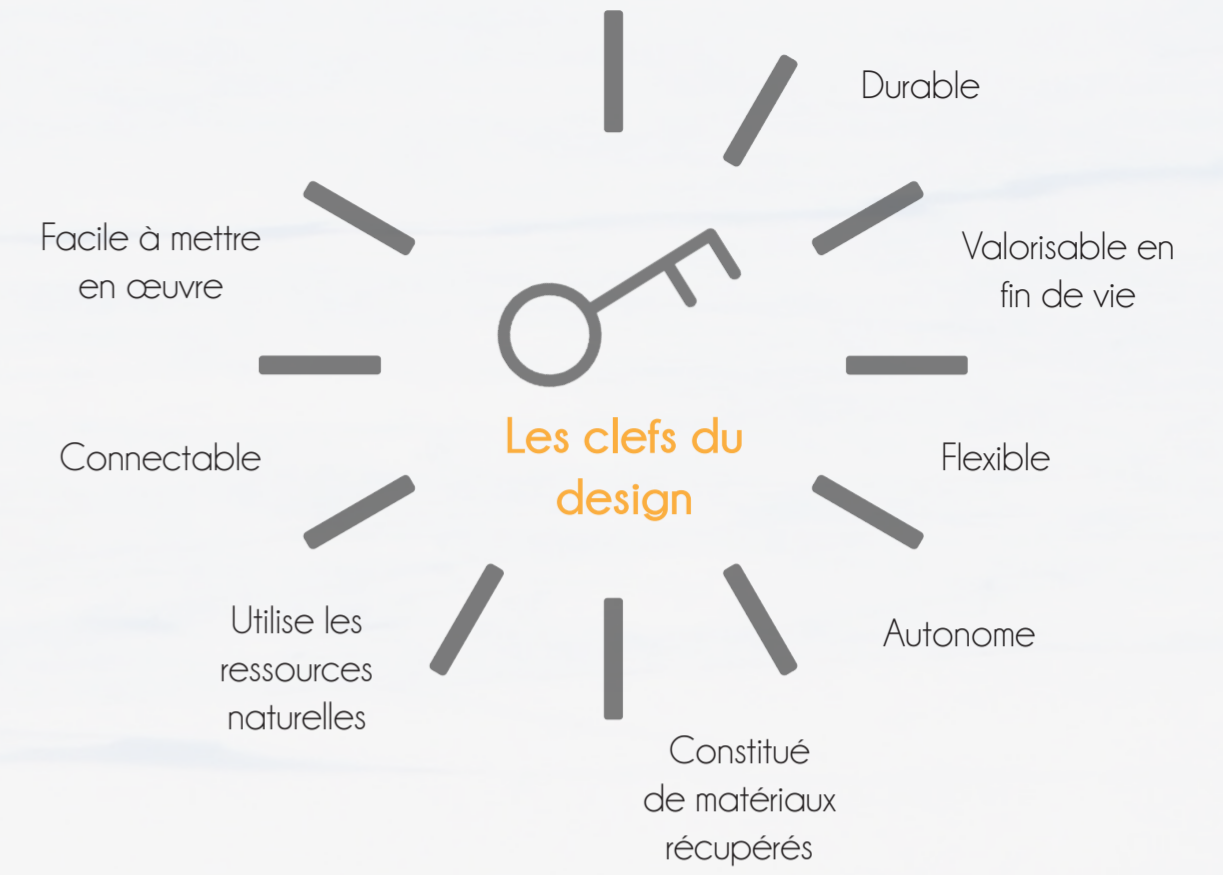 Durable
Facile à mettre
en œuvre
Valorisable en
fin de vie
Les clefs du
design
Connectable
Flexible
Utilise les
ressources
naturelles
Autonome
Constitué
de matériaux
récupérés